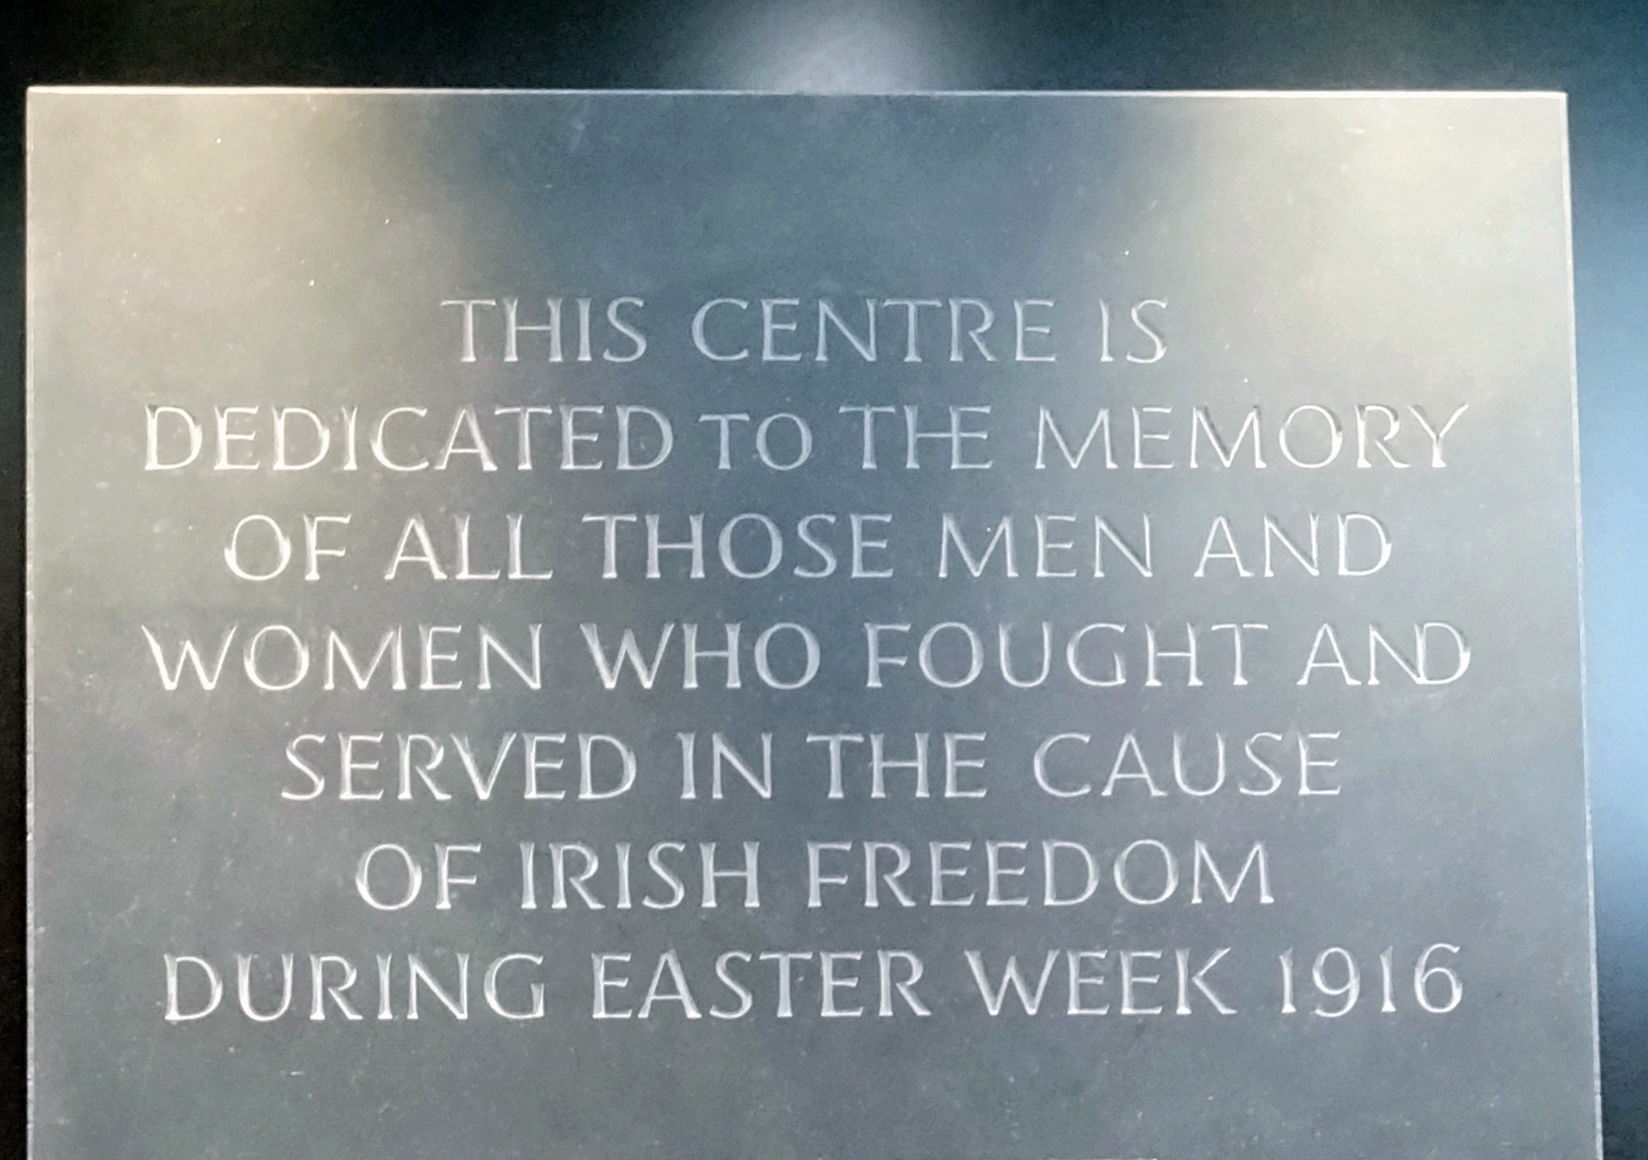 THIS CENTRE IS
DEDICATED TO THE MEMORY
OF ALL THOSE MEN AND
WOMEN WHO FOUGHT AND
SERVED IN THE CAUSE
OF IRISH FREEDOM
DURING EASTER WEEK 1916